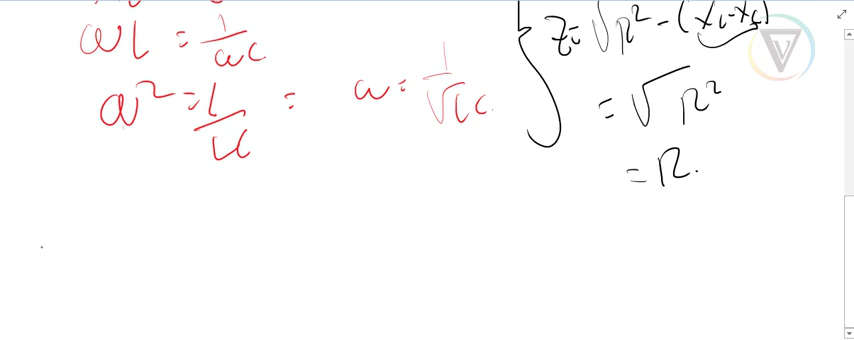 ωL = 1/ωC
ω² = 1/LC = ω = 1/√LC
Z = √R² - (XL - XC)
= √R²
= R.